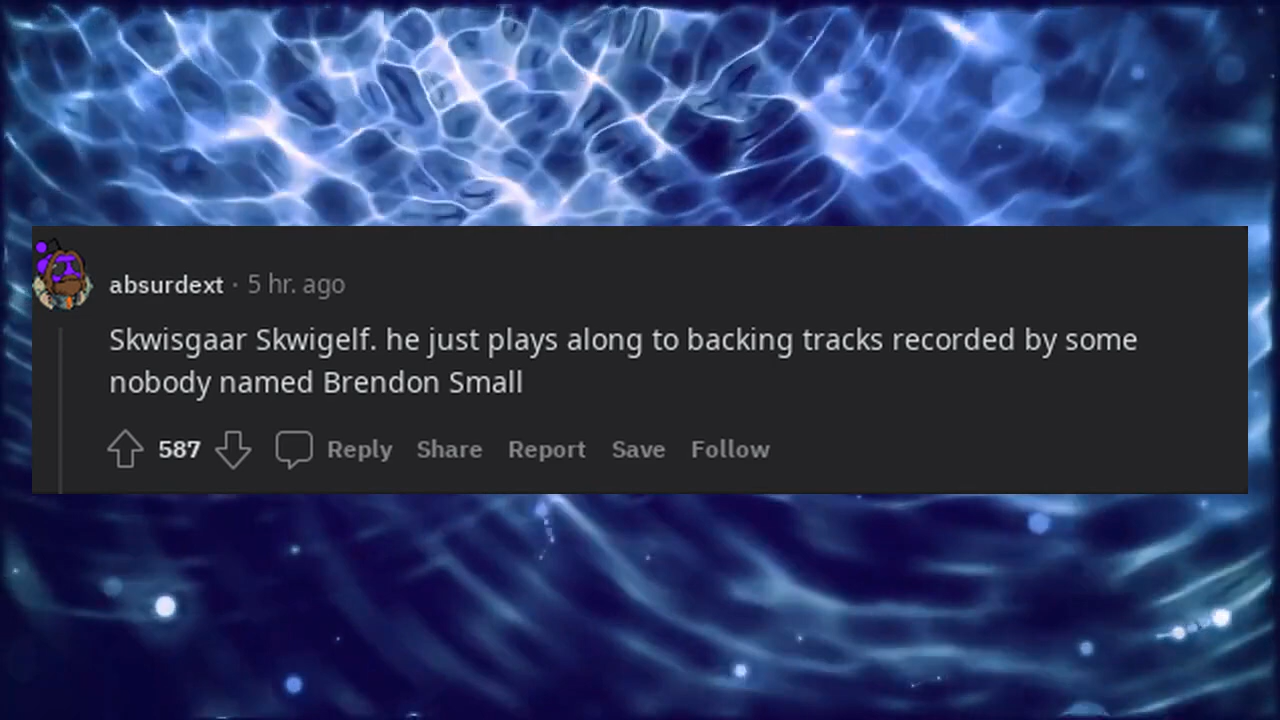 absurdext · 5 hr. ago
Skwisgaar Skwigelf. he just plays along to backing tracks recorded by some
nobody named Brendon Small
587 Reply Share Report Save Follow